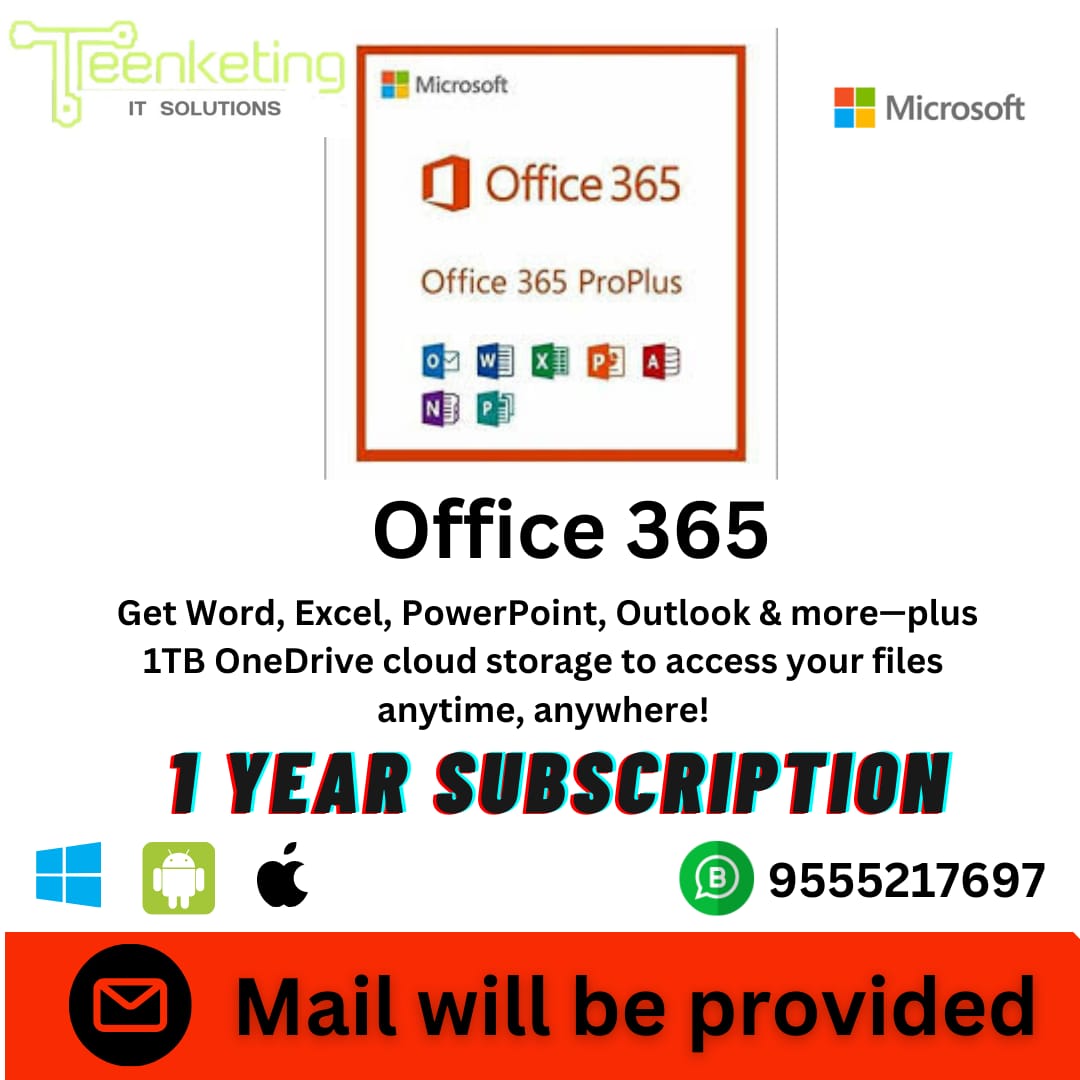 Teenketing
IT SOLUTIONS
Microsoft
Office 365
Office 365 ProPlus
O W X P A
N P
Microsoft
Office 365
Get Word, Excel, PowerPoint, Outlook & more—plus
1TB OneDrive cloud storage to access your files
anytime, anywhere!
1 YEAR SUBSCRIPTION
B 9555217697
Mail will be provided